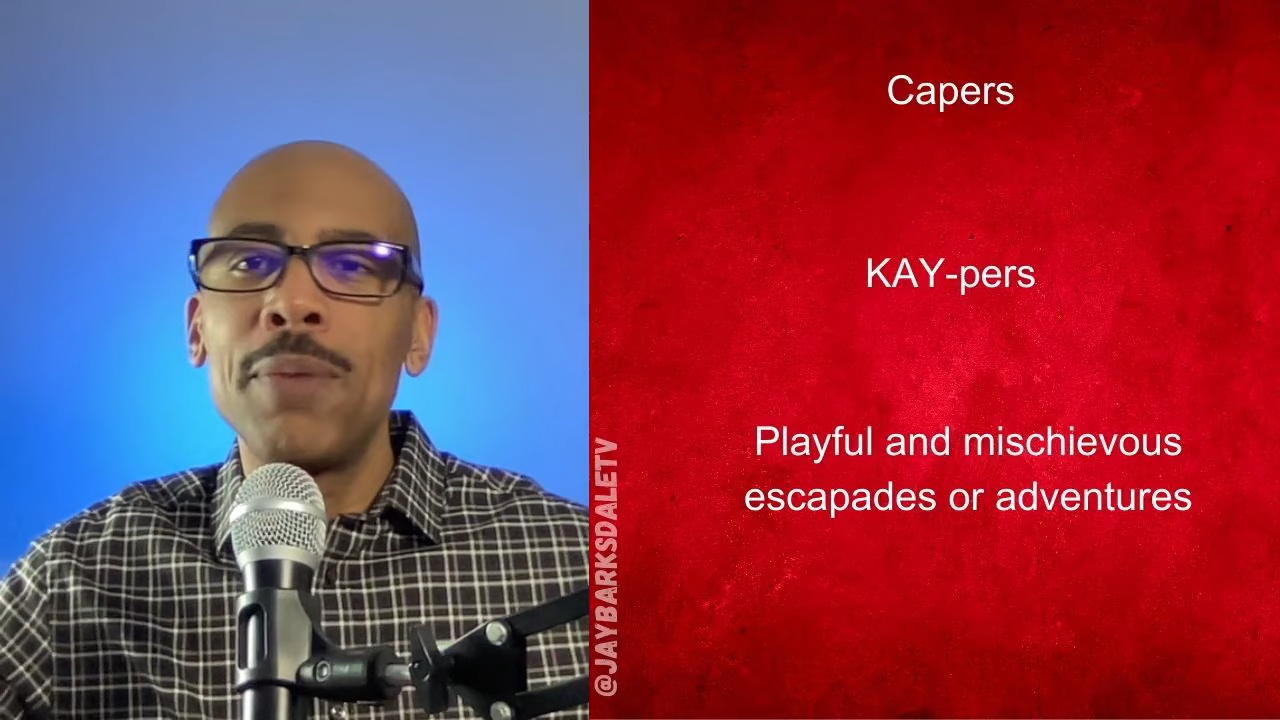 Capers
KAY-pers
Playful and mischievous
escapades or adventures
@JAYBARKSDALETV